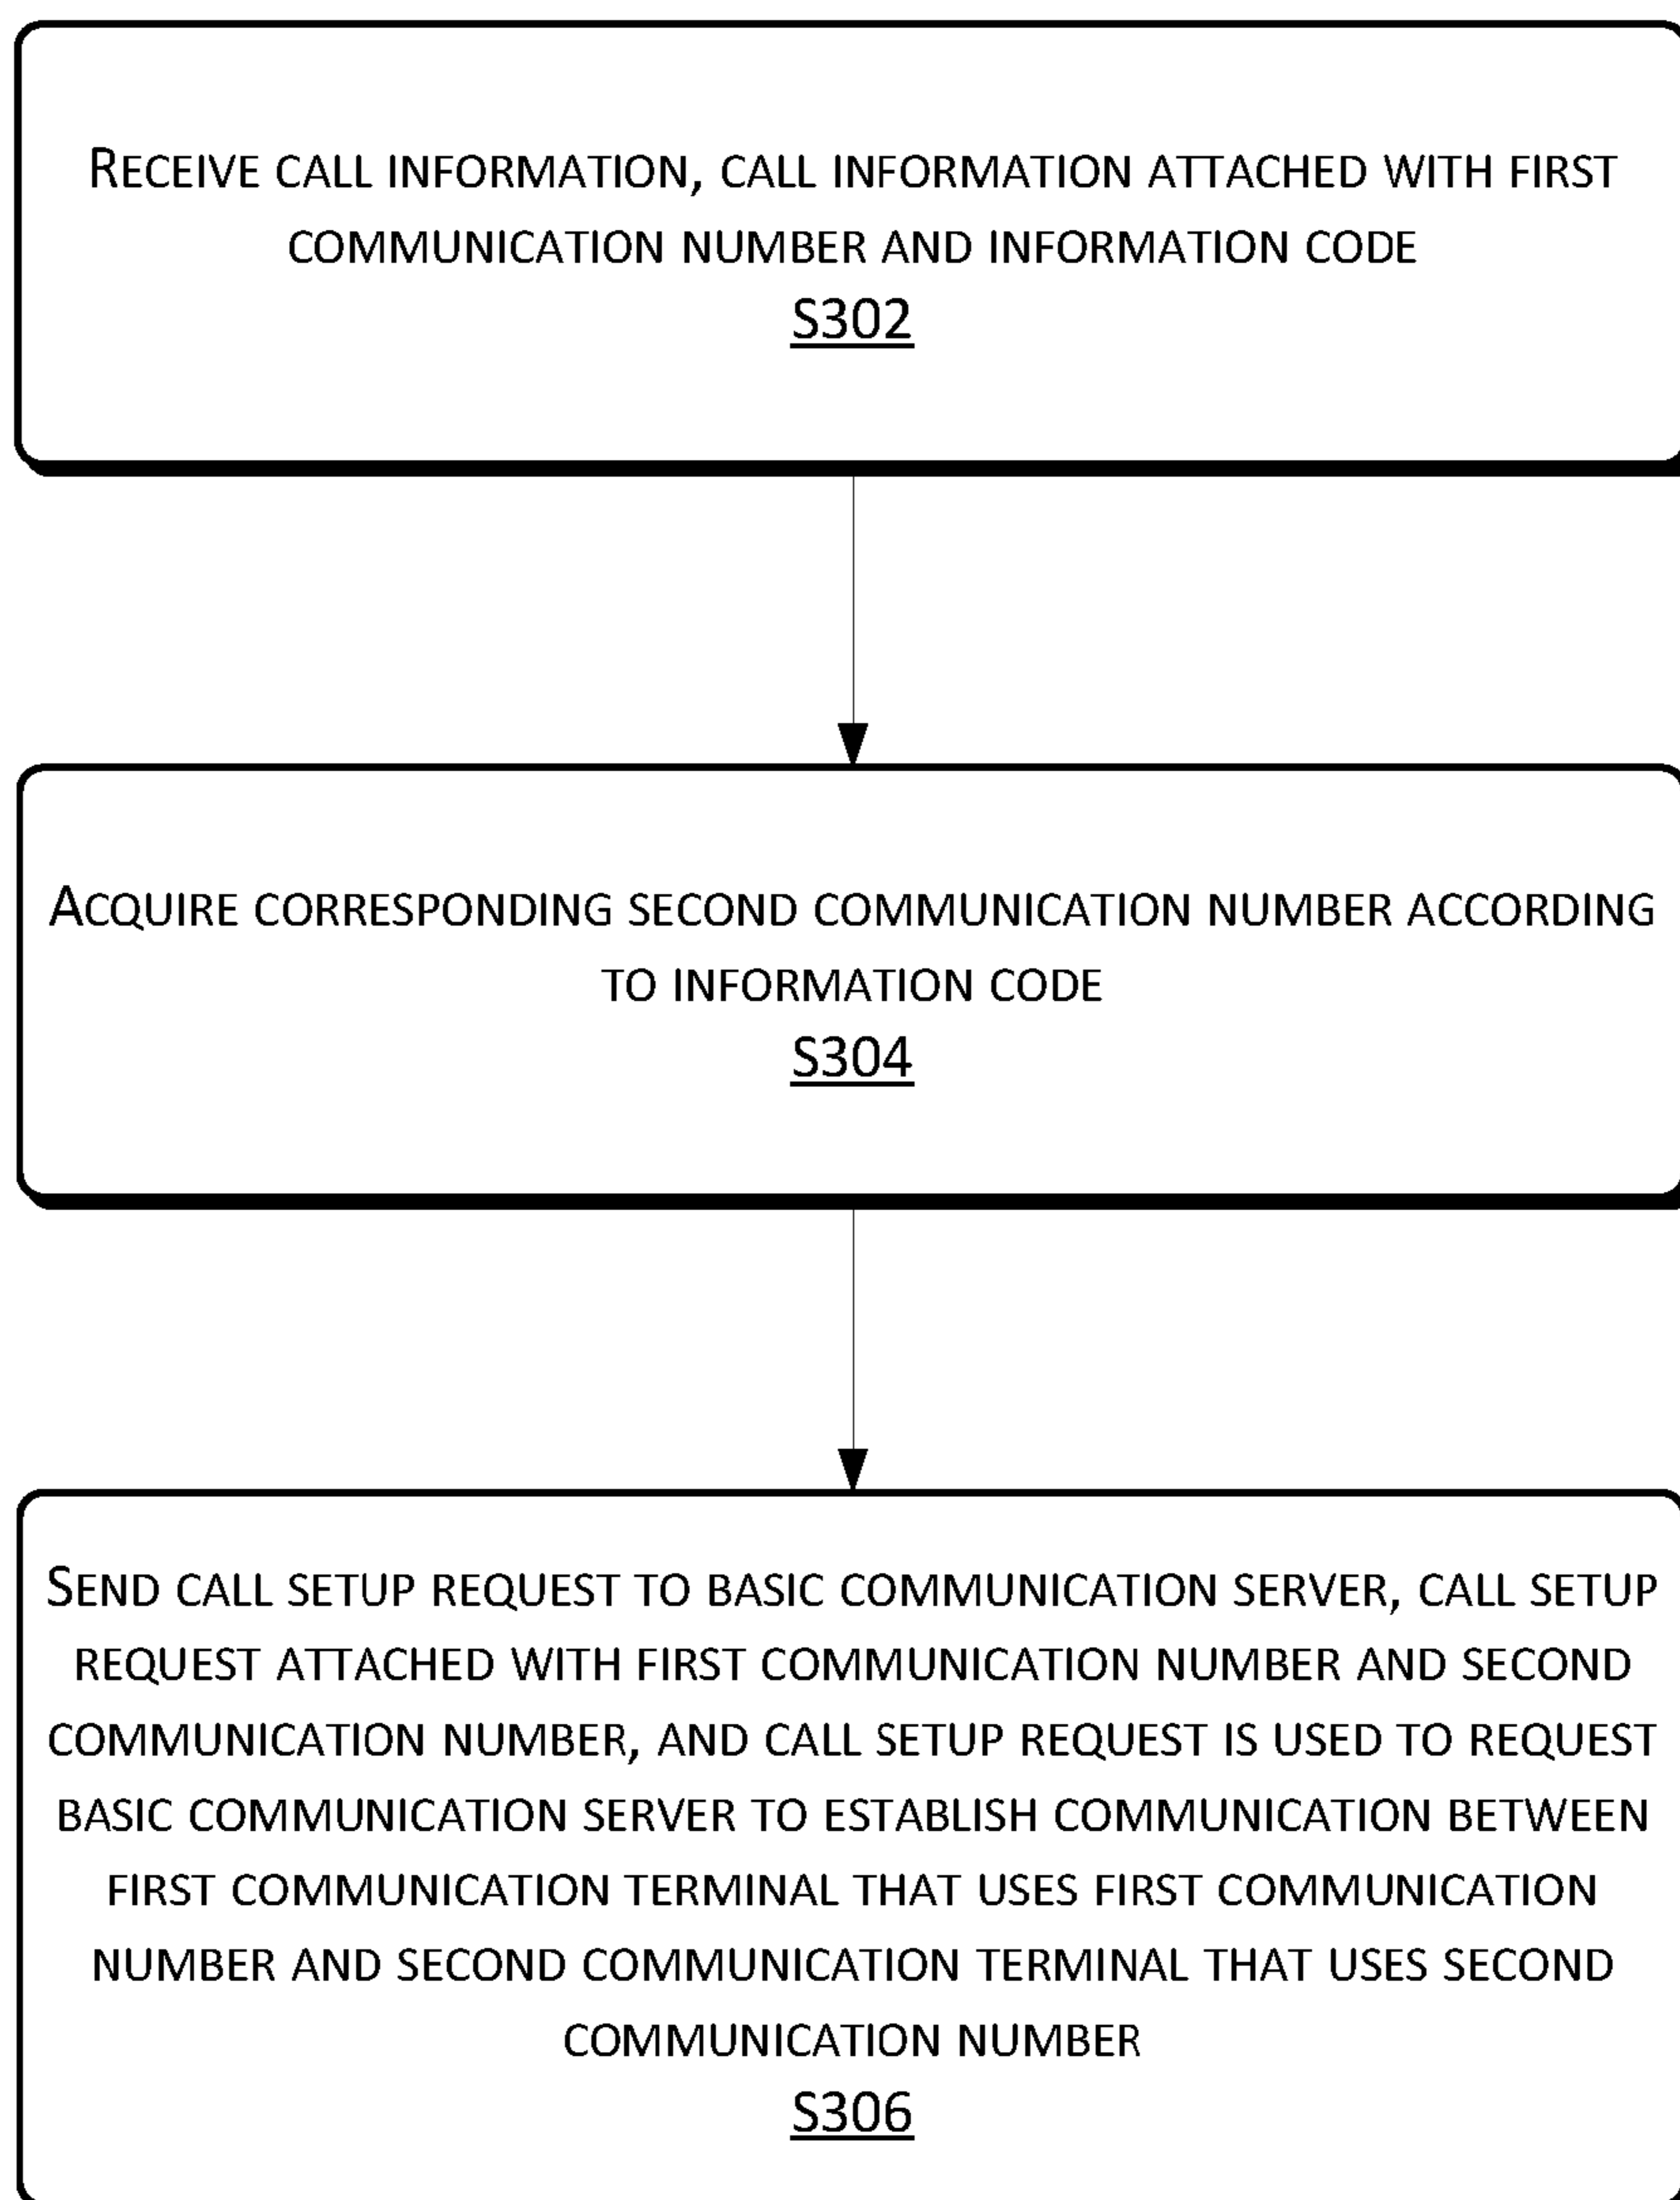 RECEIVE CALL INFORMATION, CALL INFORMATION ATTACHED WITH FIRST
COMMUNICATION NUMBER AND INFORMATION CODE
S302
ACQUIRE CORRESPONDING SECOND COMMUNICATION NUMBER ACCORDING
TO INFORMATION CODE
S304
SEND CALL SETUP REQUEST TO BASIC COMMUNICATION SERVER, CALL SETUP
REQUEST ATTACHED WITH FIRST COMMUNICATION NUMBER AND SECOND
COMMUNICATION NUMBER, AND CALL SETUP REQUEST IS USED TO REQUEST
BASIC COMMUNICATION SERVER TO ESTABLISH COMMUNICATION BETWEEN
FIRST COMMUNICATION TERMINAL THAT USES FIRST COMMUNICATION
NUMBER AND SECOND COMMUNICATION TERMINAL THAT USES SECOND
COMMUNICATION NUMBER
S306